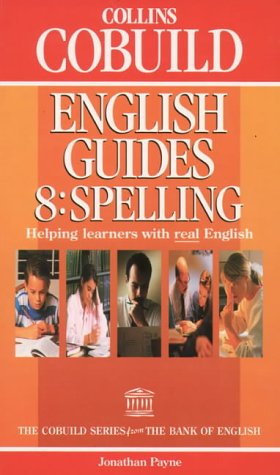 COLLINS
COBUILD
ENGLISH
GUIDES
8:SPELLING
Helping learners with real English
THE COBUILD SERIES from THE BANK OF ENGLISH
Jonathan Payne